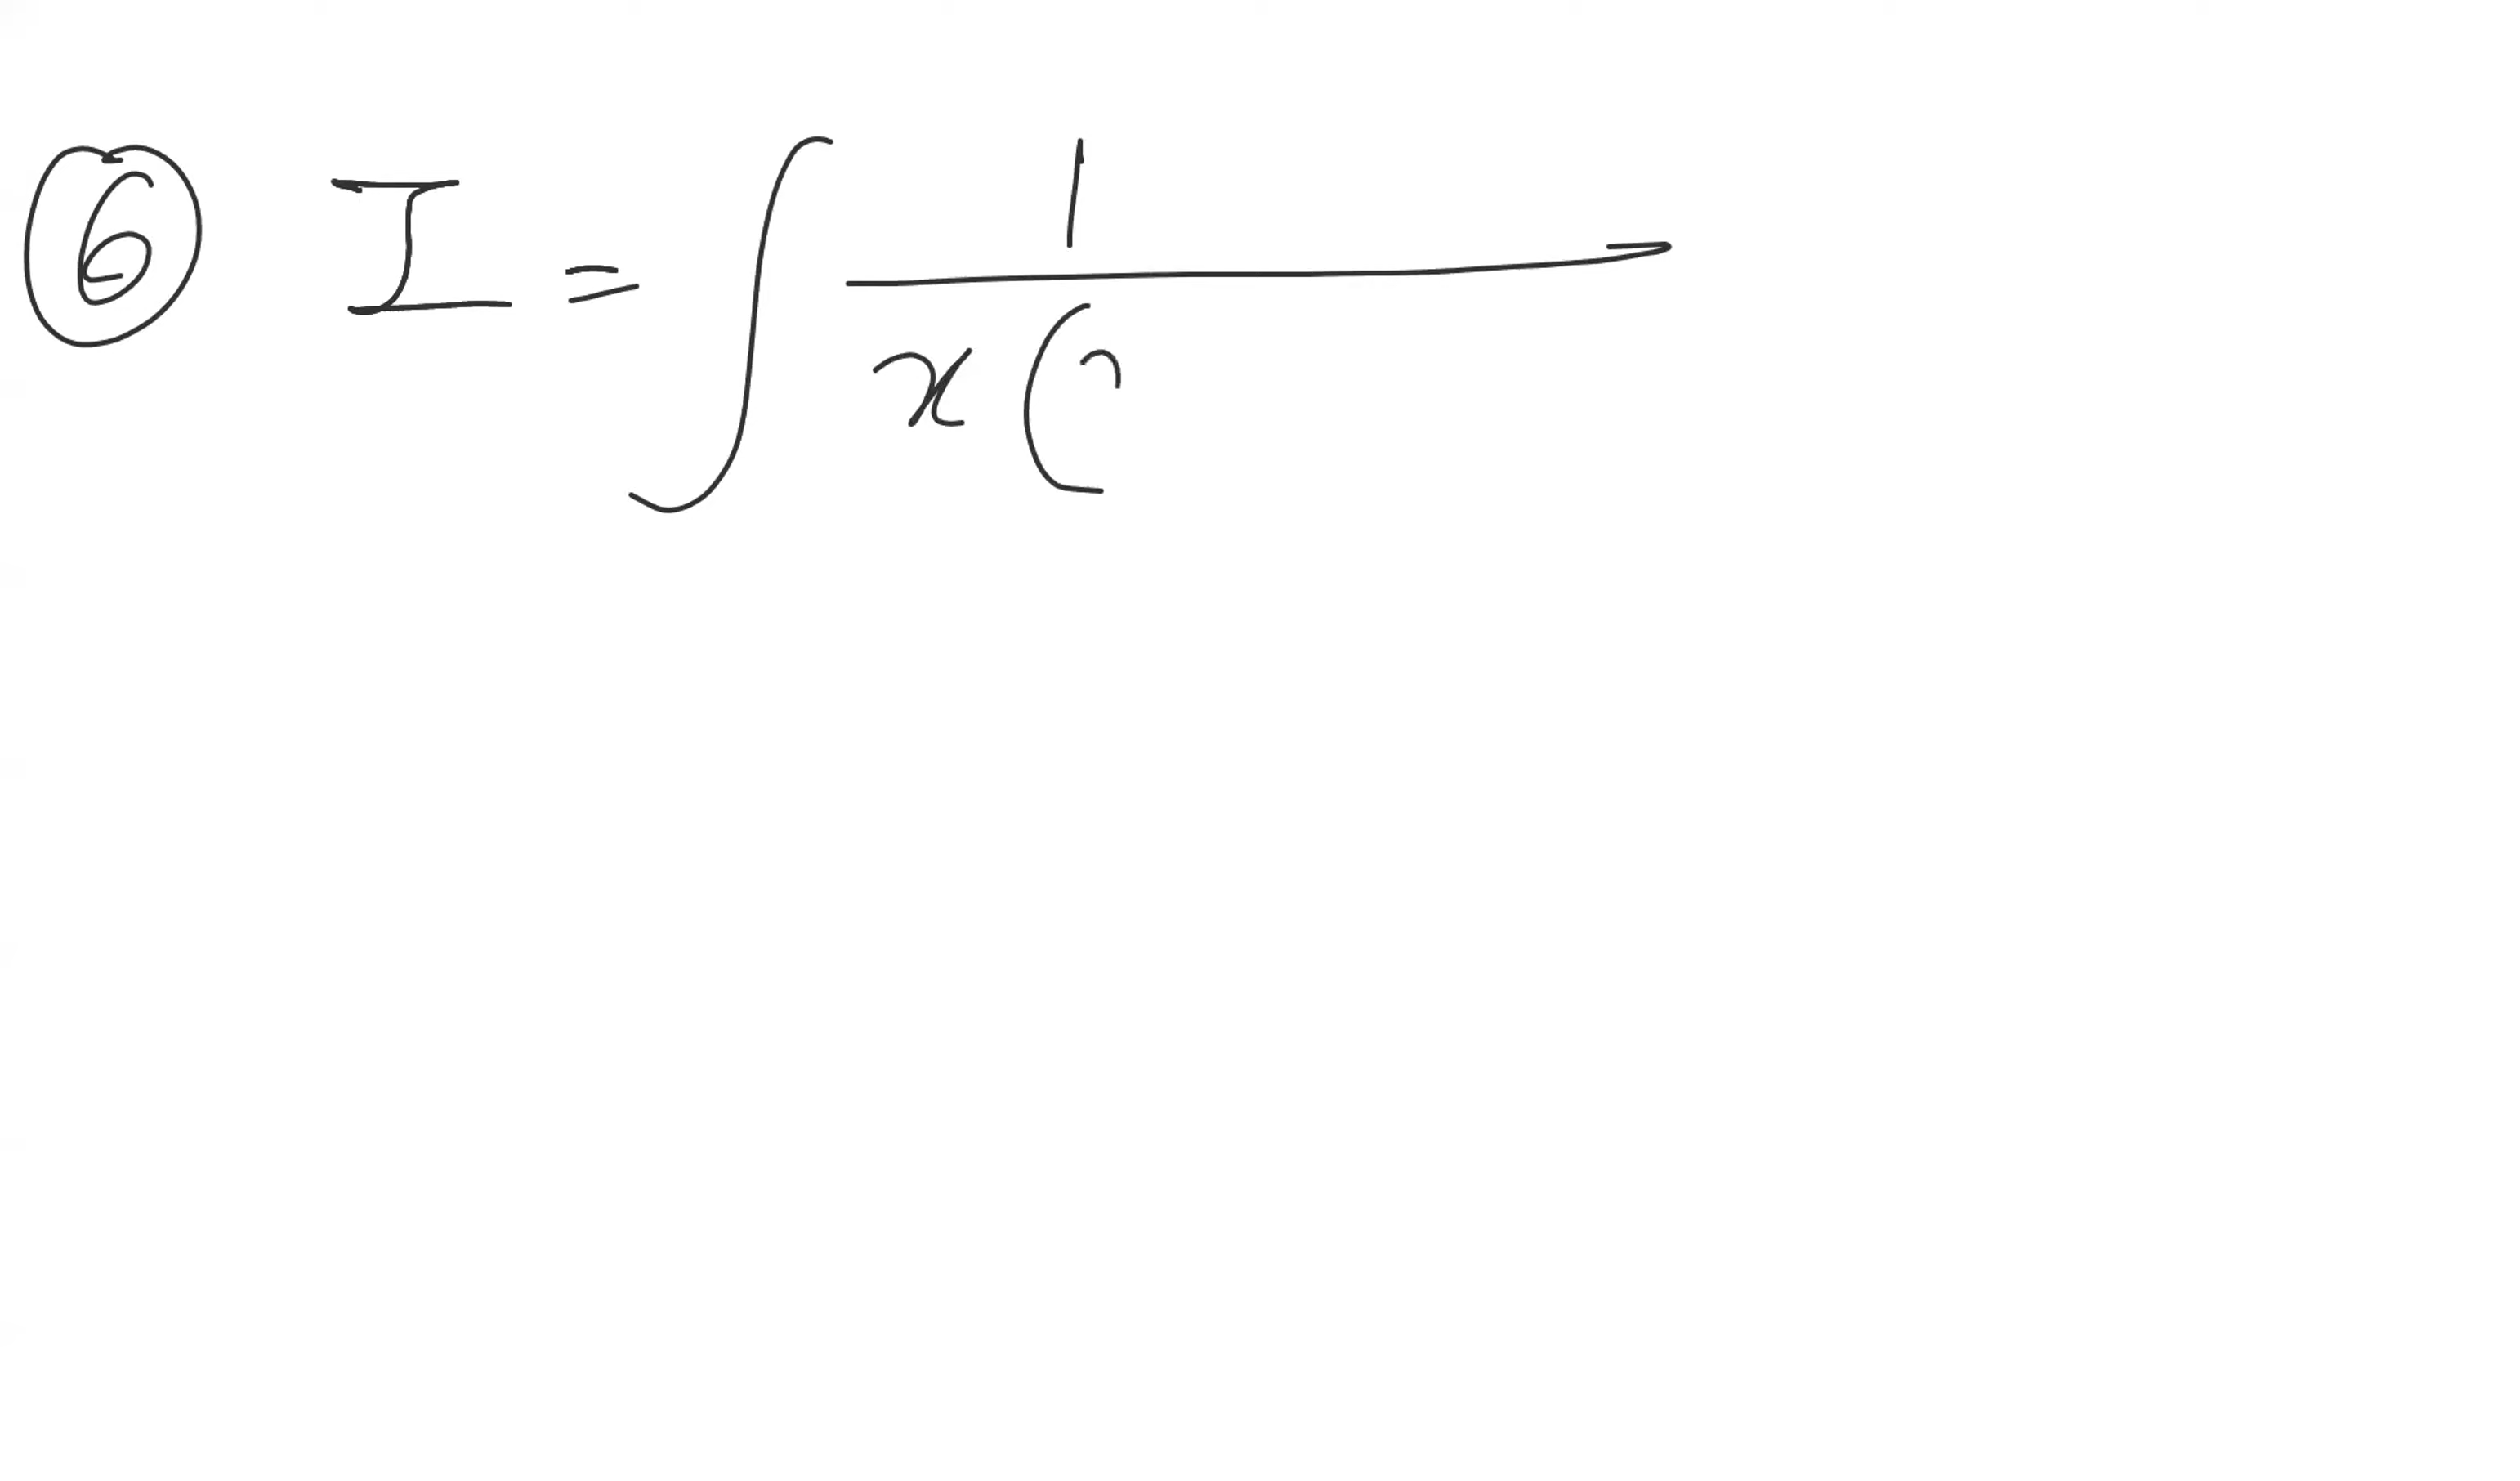 ⑥ I = ∫ 1 / x (